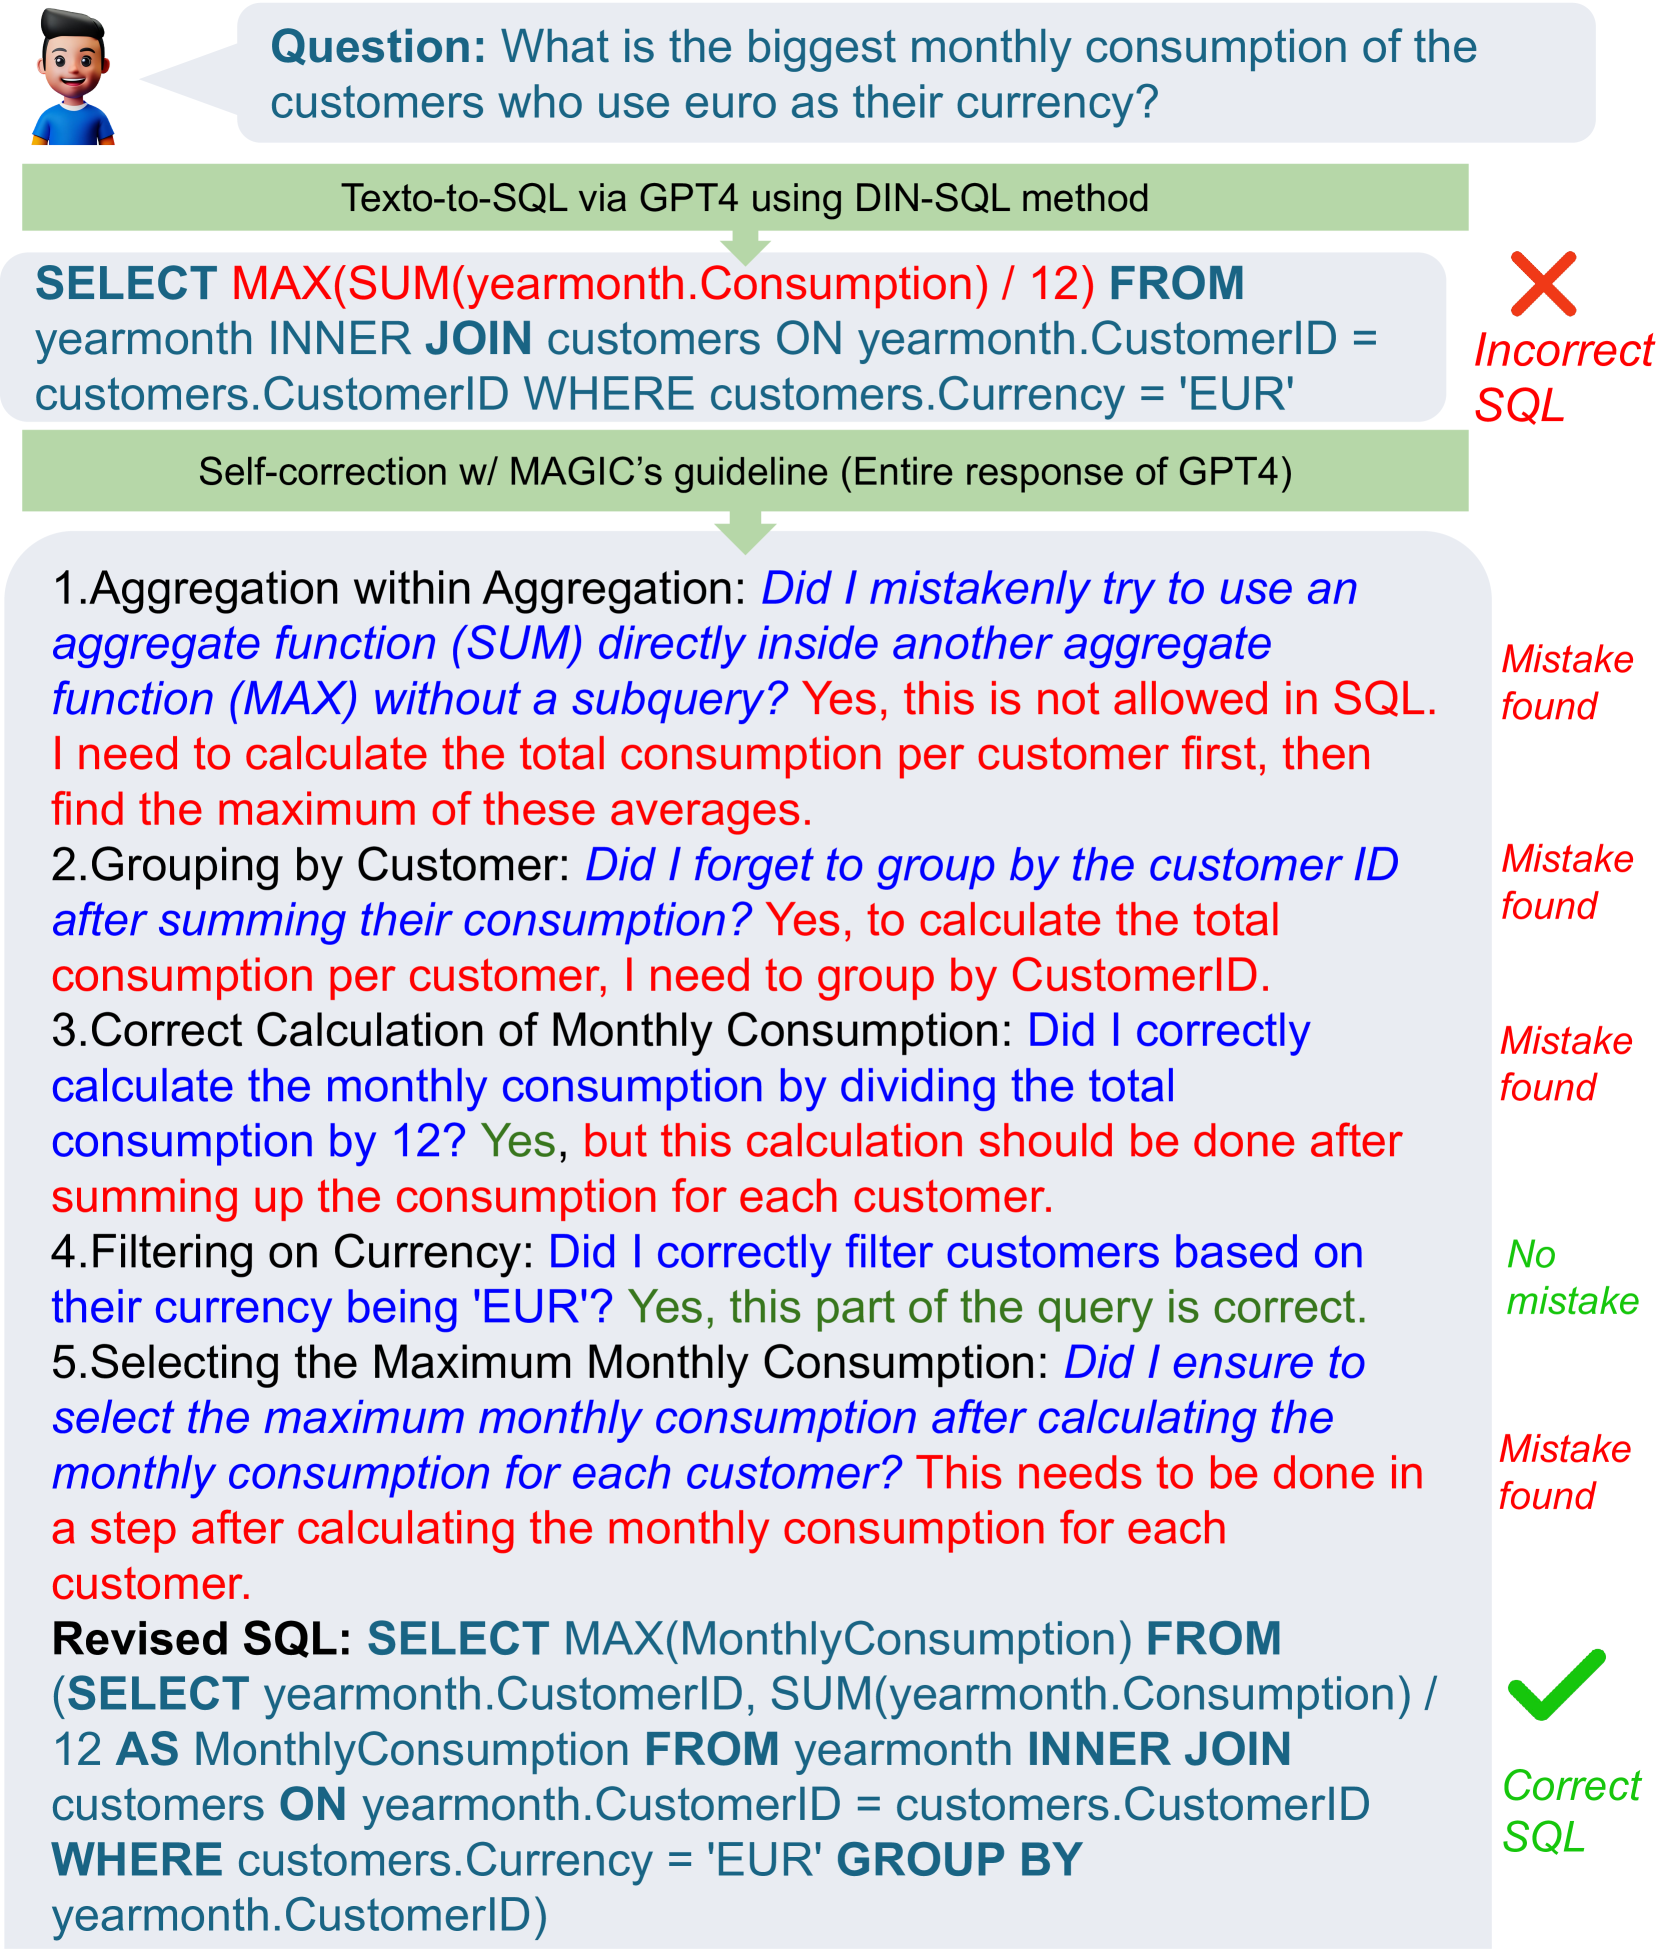 Question: What is the biggest monthly consumption of the
customers who use euro as their currency?
Texto-to-SQL via GPT4 using DIN-SQL method
SELECT MAX(SUM(yearmonth.Consumption) / 12) FROM
yearmonth INNER JOIN customers ON yearmonth.CustomerID =
customers.CustomerID WHERE customers.Currency = 'EUR'
Incorrect
SQL
Self-correction w/ MAGIC’s guideline (Entire response of GPT4)
1.Aggregation within Aggregation: Did I mistakenly try to use an
aggregate function (SUM) directly inside another aggregate
function (MAX) without a subquery? Yes, this is not allowed in SQL.
I need to calculate the total consumption per customer first, then
find the maximum of these averages.
Mistake
found
2.Grouping by Customer: Did I forget to group by the customer ID
after summing their consumption? Yes, to calculate the total
consumption per customer, I need to group by CustomerID.
Mistake
found
3.Correct Calculation of Monthly Consumption: Did I correctly
calculate the monthly consumption by dividing the total
consumption by 12? Yes, but this calculation should be done after
summing up the consumption for each customer.
Mistake
found
4.Filtering on Currency: Did I correctly filter customers based on
their currency being 'EUR'? Yes, this part of the query is correct.
No
mistake
5.Selecting the Maximum Monthly Consumption: Did I ensure to
select the maximum monthly consumption after calculating the
monthly consumption for each customer? This needs to be done in
a step after calculating the monthly consumption for each
customer.
Mistake
found
Revised SQL: SELECT MAX(MonthlyConsumption) FROM
(SELECT yearmonth.CustomerID, SUM(yearmonth.Consumption) /
12 AS MonthlyConsumption FROM yearmonth INNER JOIN
customers ON yearmonth.CustomerID = customers.CustomerID
WHERE customers.Currency = 'EUR' GROUP BY
yearmonth.CustomerID)
Correct
SQL